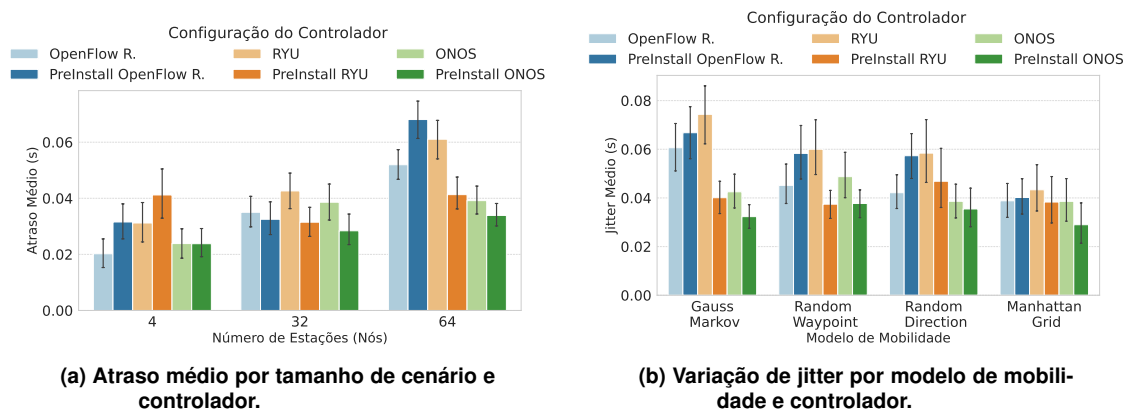 Configuração do Controlador
OpenFlow R.
RYU
ONOS
PreInstall OpenFlow R.
PreInstall RYU
PreInstall ONOS
Atraso Médio (s)
0.06
0.04
0.02
0.00
4
32
64
Número de Estações (Nós)
(a) Atraso médio por tamanho de cenário e
controlador.
Configuração do Controlador
OpenFlow R.
RYU
ONOS
PreInstall OpenFlow R.
PreInstall RYU
PreInstall ONOS
Jitter Médio (s)
0.08
0.06
0.04
0.02
0.00
Gauss
Markov
Random
Waypoint
Random
Direction
Manhattan
Grid
Modelo de Mobilidade
(b) Variação de jitter por modelo de mobili-
dade e controlador.